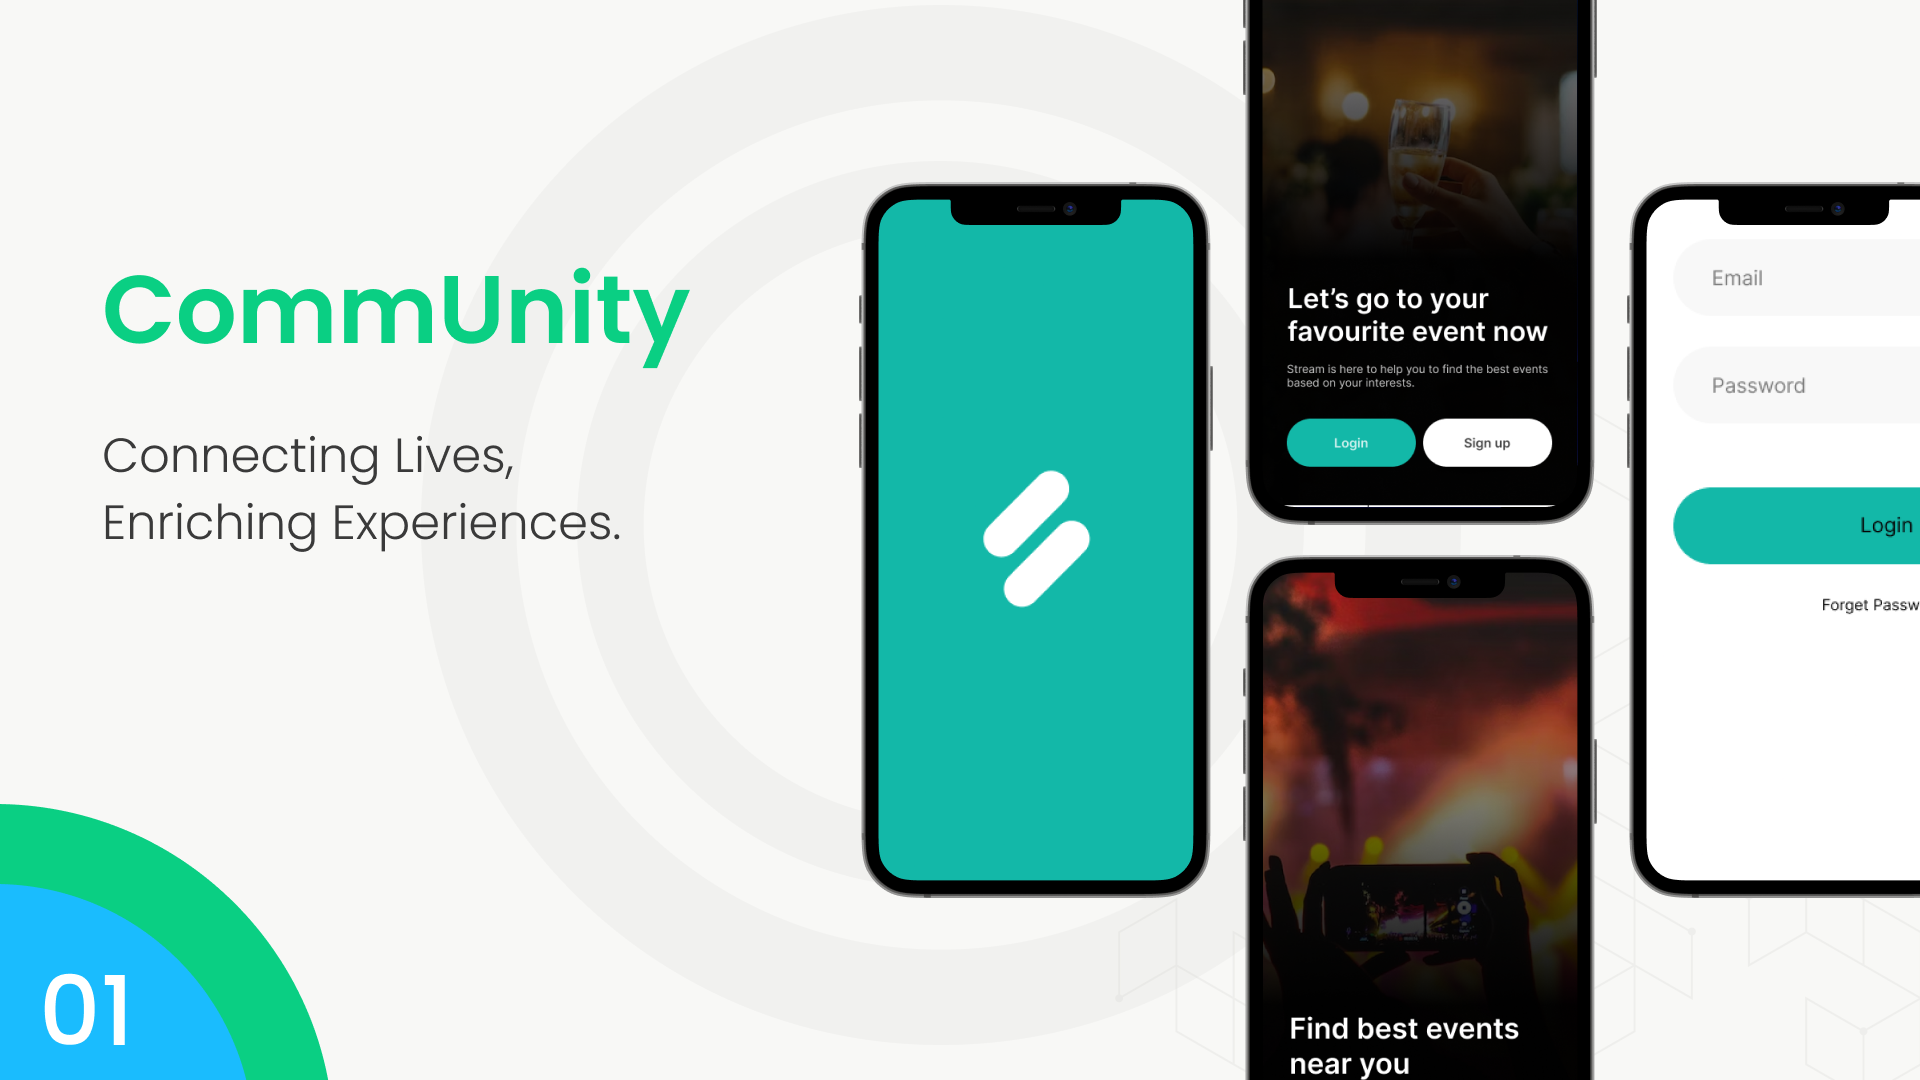 CommUnity
Connecting Lives,
Enriching Experiences.
01
Let’s go to your
favourite event now
Stream is here to help you to find the best events
based on your interests.
Login
Sign up
Find best events
near you
Email
Password
Login
Forget